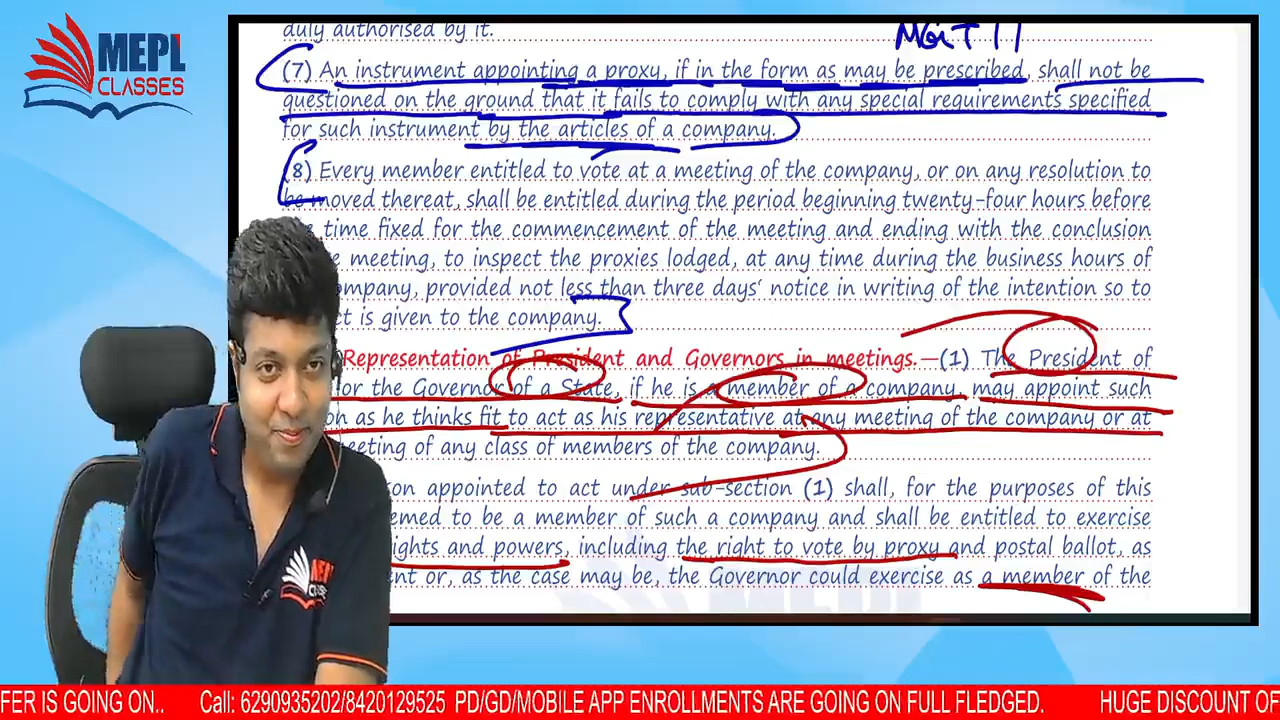 MEPL
CLASSES
duly authorised by it.
MGT 11
(7) An instrument appointing a proxy, if in the form as may be prescribed, shall not be
questioned on the ground that it fails to comply with any special requirements specified
for such instrument by the articles of a company.
(8) Every member entitled to vote at a meeting of the company, or on any resolution to
be moved thereat, shall be entitled during the period beginning twenty-four hours before
time fixed for the commencement of the meeting and ending with the conclusion
meeting, to inspect the proxies lodged, at any time during the business hours of
ompany, provided not less than three days' notice in writing of the intention so to
ct is given to the company.
Representation of President and Governors in meetings.—(1) The President of
or the Governor of a State, if he is a member of a company, may appoint such
on as he thinks fit to act as his representative at any meeting of the company or at
eeting of any class of members of the company.
on appointed to act under sub-section (1) shall, for the purposes of this
emed to be a member of such a company and shall be entitled to exercise
ights and powers, including the right to vote by proxy and postal ballot, as
nt or, as the case may be, the Governor could exercise as a member of the
MEPL
CLASSES
FER IS GOING ON.. Call: 6290935202/8420129525 PD/GD/MOBILE APP ENROLLMENTS ARE GOING ON FULL FLEDGED. HUGE DISCOUNT OF